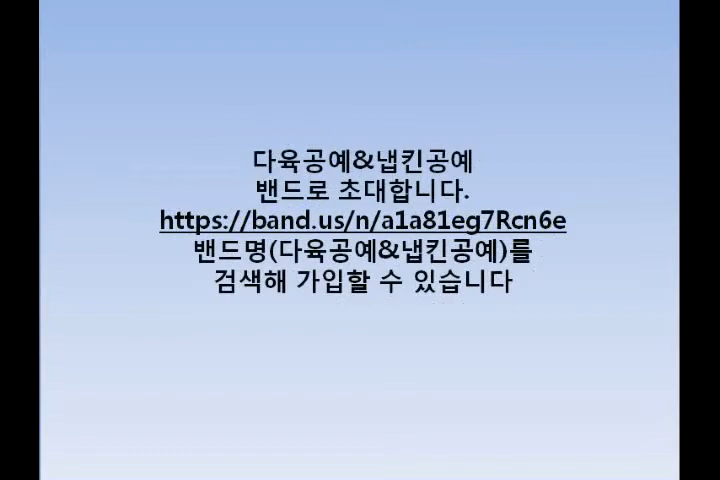 다육공예&냅킨공예
밴드로 초대합니다.
https://band.us/n/a1a81eg7Rcn6e
밴드명(다육공예&냅킨공예)를
검색해 가입할 수 있습니다